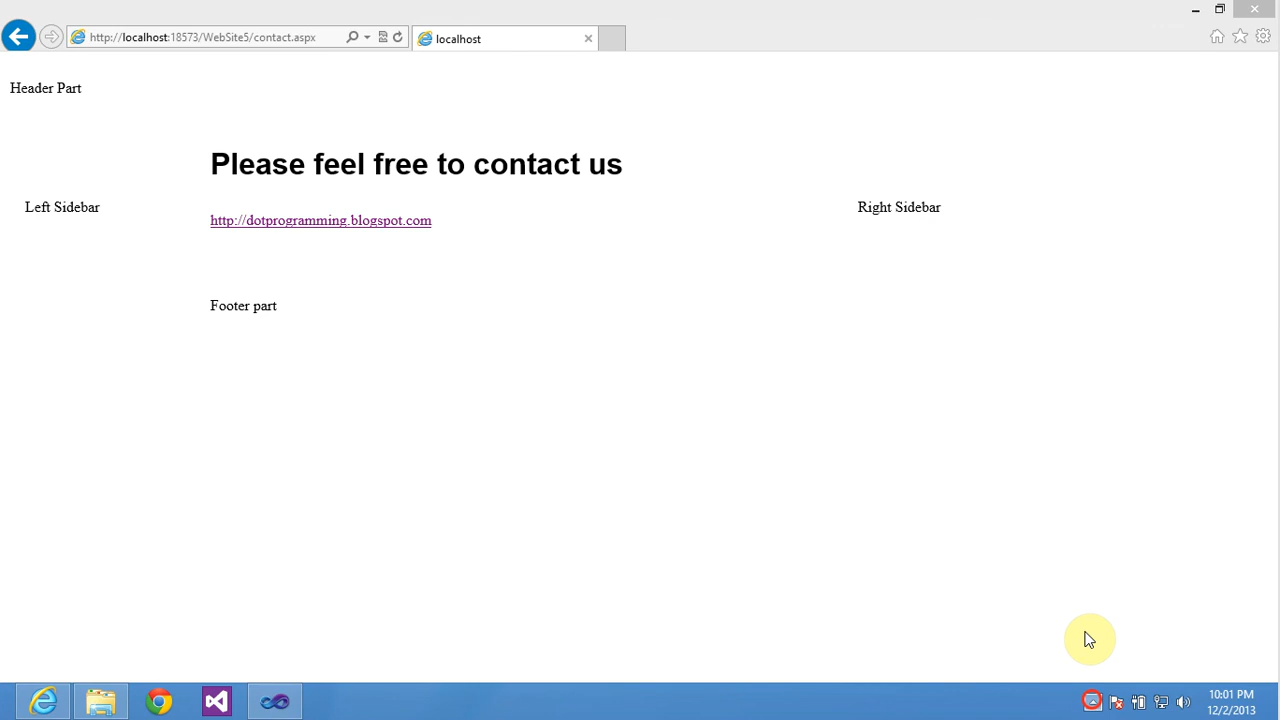 http://localhost:18573/WebSite5/contact.aspx
localhost
Header Part
Please feel free to contact us
Left Sidebar
http://dotprogramming.blogspot.com
Right Sidebar
Footer part
10:01 PM
12/2/2013